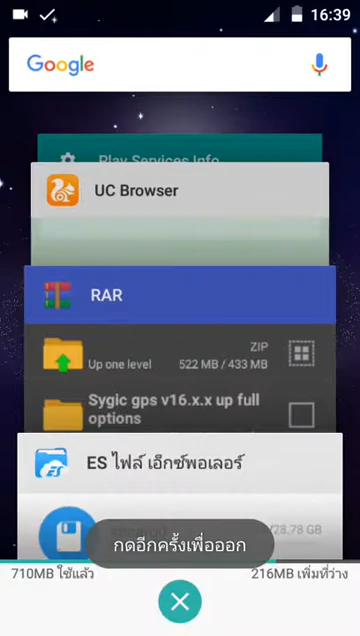 16:39
Google
Play Services Info
UC Browser
RAR
ZIP
Up one level 522 MB / 433 MB
Sygic gps v16.x.x up full
options
ES ไฟล์ เอ็กซ์พอเลอร์
/28.78 GB
กดอีกครั้งเพื่อออก
710MB ใช้แล้ว 216MB เพิ่มที่ว่าง